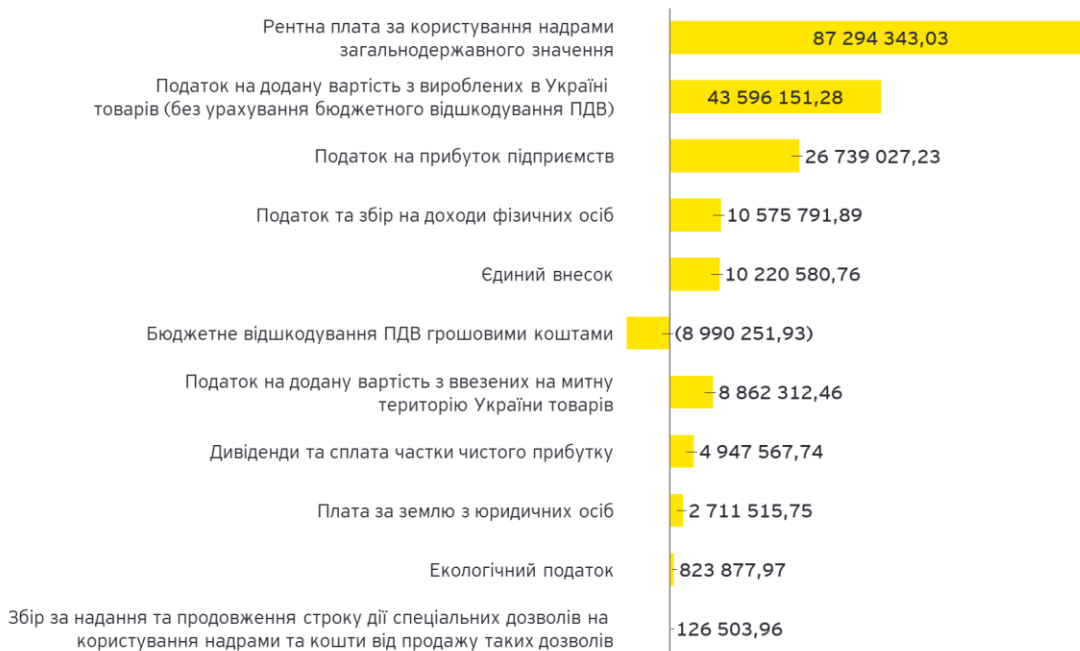 Рентна плата за користування надрами
загальнодержавного значення
87 294 343,03
Податок на додану вартість з вироблених в Україні
товарів (без урахування бюджетного відшкодування ПДВ)
43 596 151,28
Податок на прибуток підприємств
26 739 027,23
Податок та збір на доходи фізичних осіб
10 575 791,89
Єдиний внесок
10 220 580,76
Бюджетне відшкодування ПДВ грошовими коштами
(8 990 251,93)
Податок на додану вартість з ввезених на митну
територію України товарів
8 862 312,46
Дивіденди та сплата частки чистого прибутку
4 947 567,74
Плата за землю з юридичних осіб
2 711 515,75
Екологічний податок
823 877,97
Збір за надання та продовження строку дії спеціальних дозволів на
користування надрами та кошти від продажу таких дозволів
126 503,96